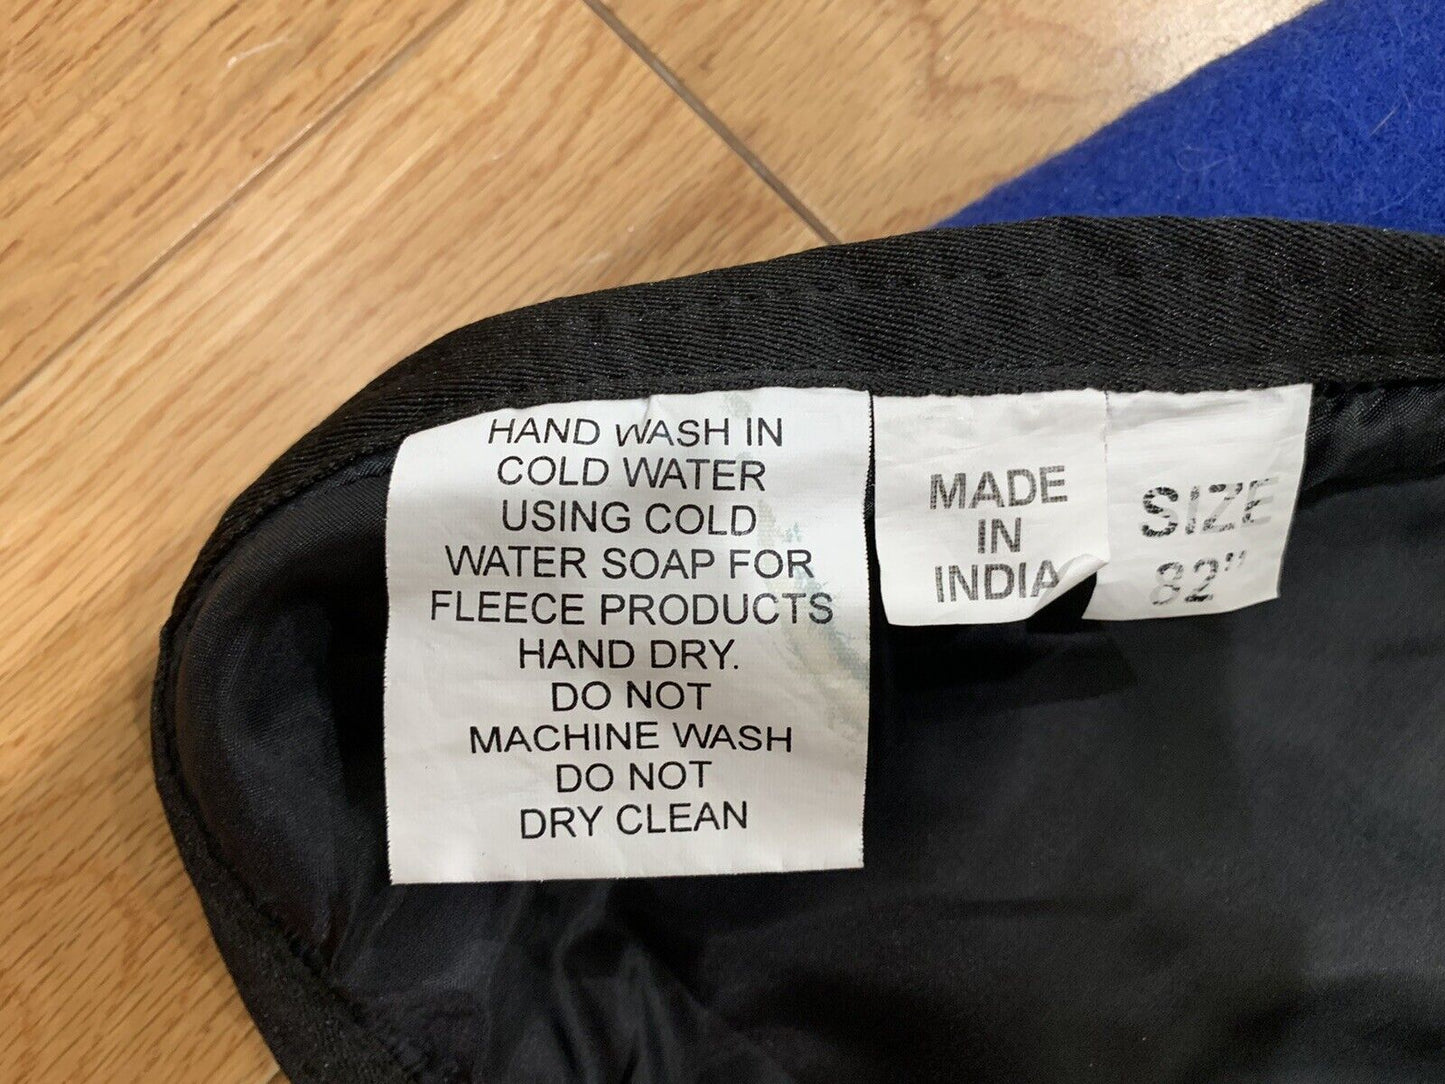 HAND WASH IN
COLD WATER
USING COLD
WATER SOAP FOR
FLEECE PRODUCTS
HAND DRY.
DO NOT
MACHINE WASH
DO NOT
DRY CLEAN
MADE
IN
INDIA
SIZE
82"